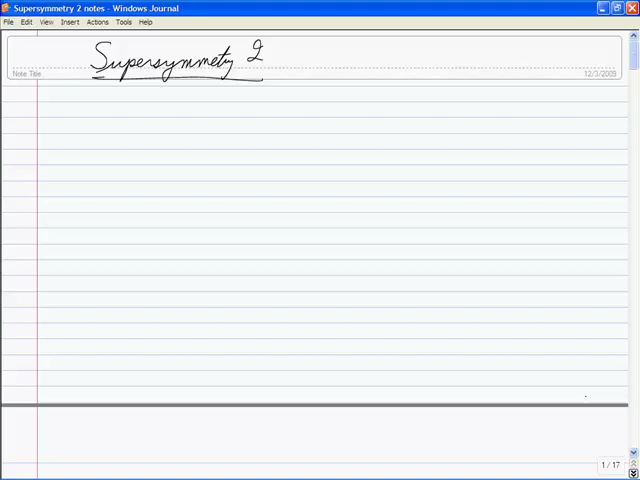 Supersymmetry 2 notes - Windows Journal
File Edit View Insert Actions Tools Help
Supersymmetry 2
Note Title
12/3/2009
1 / 17